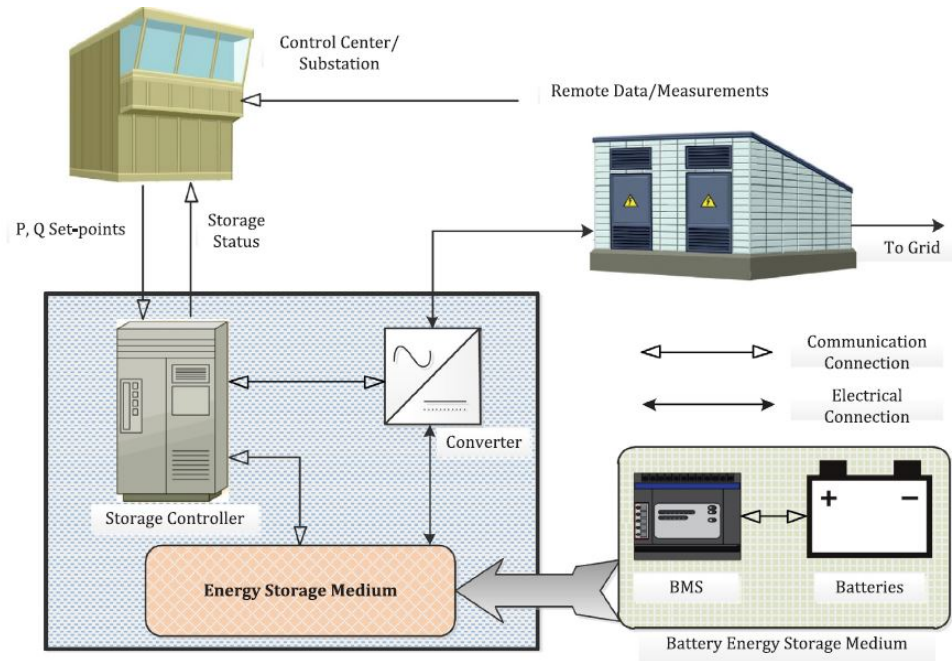 Control Center/
Substation
Remote Data/Measurements
P, Q Set-points
Storage
Status
To Grid
Communication
Connection
Electrical
Connection
Converter
Storage Controller
Energy Storage Medium
+
−
BMS
Batteries
Battery Energy Storage Medium